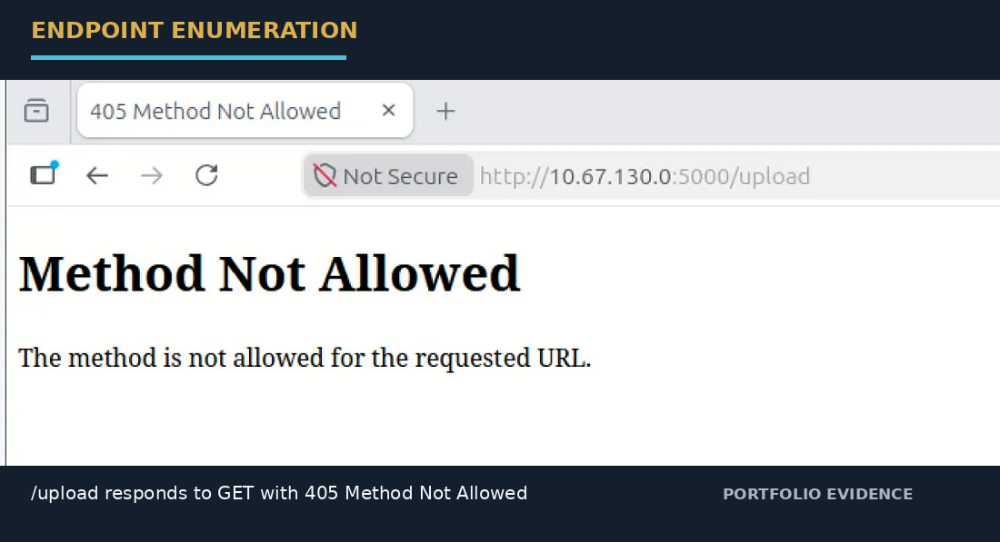 ENDPOINT ENUMERATION
405 Method Not Allowed
Not Secure http://10.67.130.0:5000/upload
Method Not Allowed
The method is not allowed for the requested URL.
/upload responds to GET with 405 Method Not Allowed
PORTFOLIO EVIDENCE